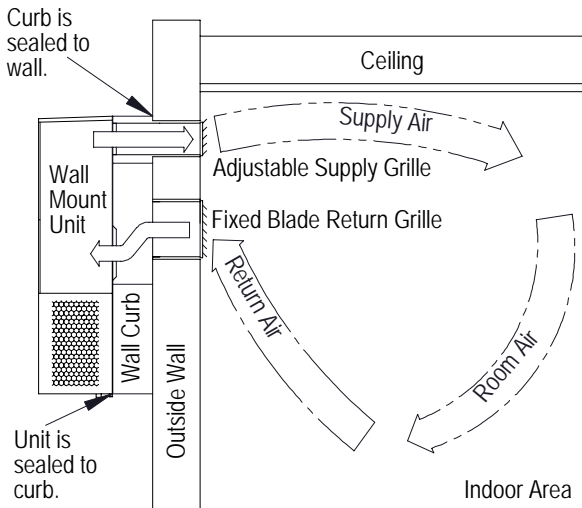 Curb is
sealed to
wall.
Ceiling
Supply Air
Adjustable Supply Grille
Wall
Mount
Unit
Fixed Blade Return Grille
Return Air
Room Air
Wall Curb
Outside Wall
Unit is
sealed to
curb.
Indoor Area